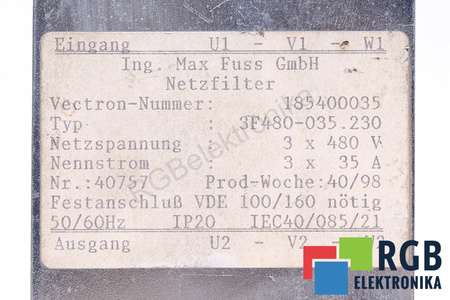 Eingang U1 - V1 - W1
Ing. Max Fuss GmbH
Netzfilter
Vectron-Nummer: 185400035
Typ : 3F480-035.230
Netzspannung : 3 x 480 V
Nennstrom : 3 x 35 A
Nr.:40757 Prod-Woche:40/98
Festanschluß VDE 100/160 nötig
50/60Hz IP20 IEC40/085/21
Ausgang U2 - V2 -
RGBelektronika
RGB
ELEKTRONIKA